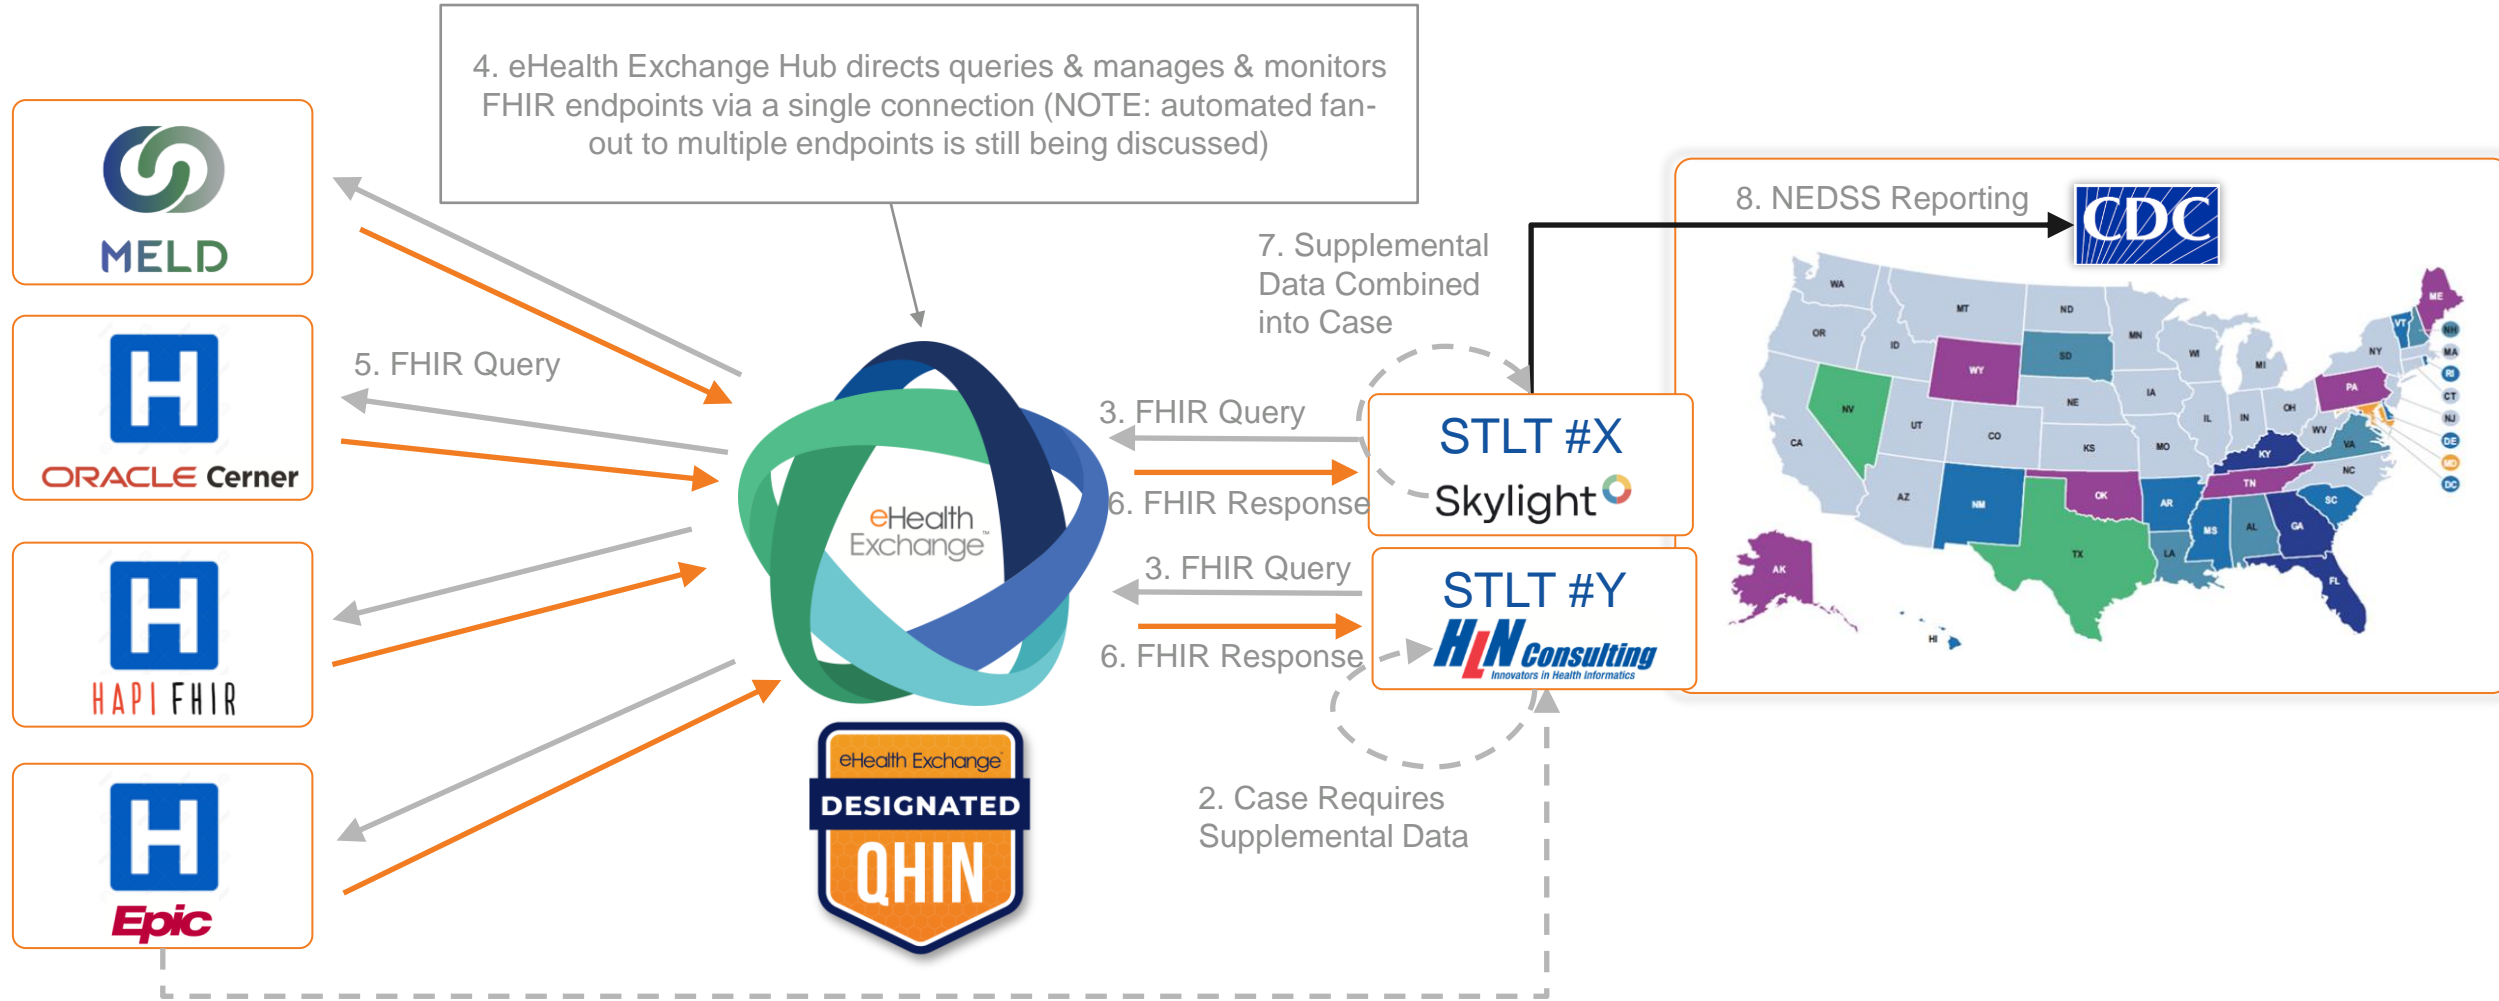 4. eHealth Exchange Hub directs queries & manages & monitors
FHIR endpoints via a single connection (NOTE: automated fan-
out to multiple endpoints is still being discussed)
MELD
5. FHIR Query
ORACLE Cerner
HAPI FHIR
Epic
eHealth
Exchange™
eHealth Exchange
DESIGNATED
QHIN
7. Supplemental
Data Combined
into Case
3. FHIR Query
6. FHIR Response
STLT #X
Skylight
3. FHIR Query
6. FHIR Response
STLT #Y
HLN Consulting
Innovators in Health Informatics
2. Case Requires
Supplemental Data
8. NEDSS Reporting
CDC
WA
MT
ND
MN
OR
ID
SD
WI
MI
NY
VT
ME
NH
MA
RI
CT
NJ
DE
MD
DC
WY
IA
PA
NV
NE
IL
IN
OH
WV
VA
UT
CO
KS
MO
KY
NC
CA
AZ
NM
OK
AR
TN
SC
TX
LA
MS
AL
GA
FL
AK
HI